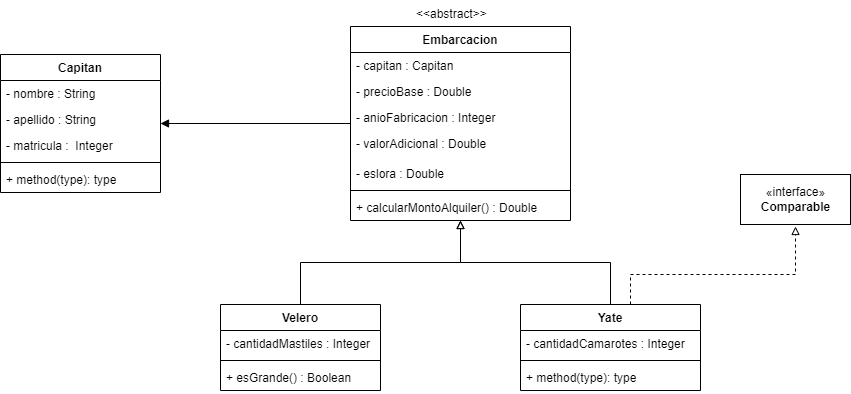 <<abstract>>
Embarcacion
- capitan : Capitan
- precioBase : Double
- anioFabricacion : Integer
- valorAdicional : Double
- eslora : Double
+ calcularMontoAlquiler() : Double
Capitan
- nombre : String
- apellido : String
- matricula :  Integer
+ method(type): type
«interface»
Comparable
Velero
- cantidadMastiles : Integer
+ esGrande() : Boolean
Yate
- cantidadCamarotes : Integer
+ method(type): type